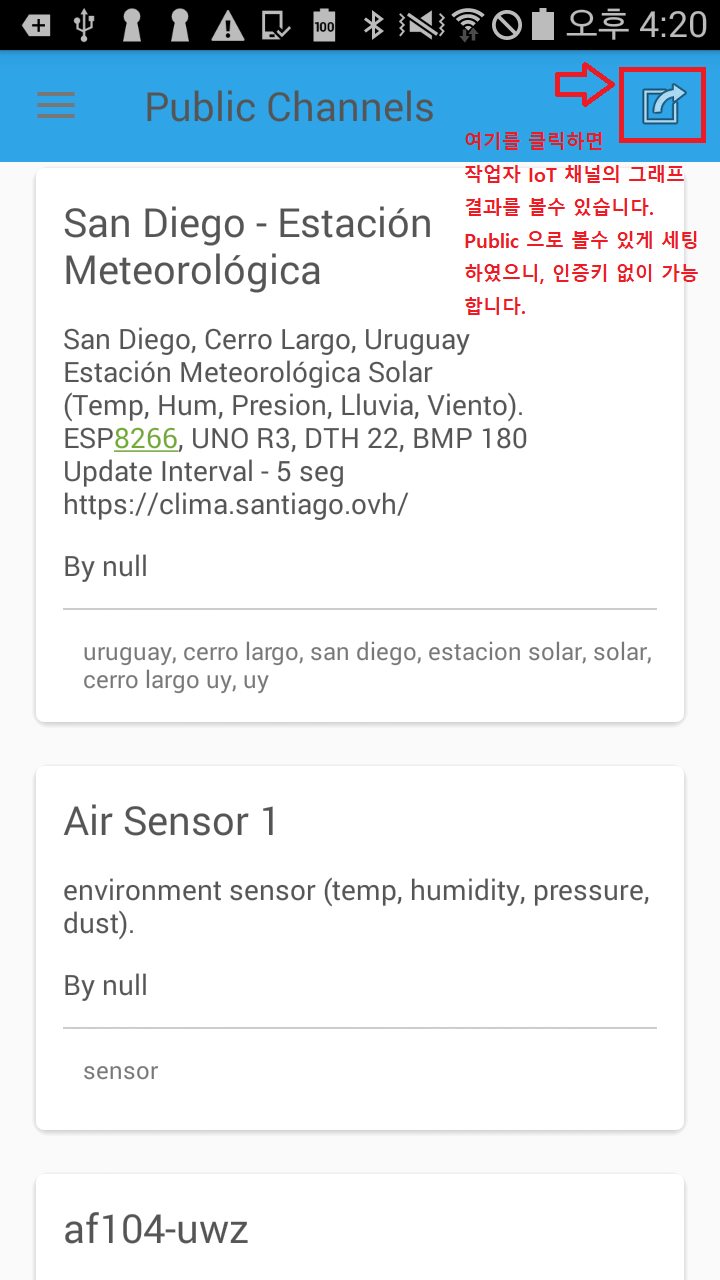 100
오후 4:20
Public Channels
여기를 클릭하면
작업자 IoT 채널의 그래프
결과를 볼수 있습니다.
Public 으로 볼수 있게 세팅
하였으니, 인증키 없이 가능
합니다.
San Diego - Estación
Meteorológica
San Diego, Cerro Largo, Uruguay
Estación Meteorológica Solar
(Temp, Hum, Presion, Lluvia, Viento).
ESP8266, UNO R3, DTH 22, BMP 180
Update Interval - 5 seg
https://clima.santiago.ovh/
By null
uruguay, cerro largo, san diego, estacion solar, solar,
cerro largo uy, uy
Air Sensor 1
environment sensor (temp, humidity, pressure,
dust).
By null
sensor
af104-uwz